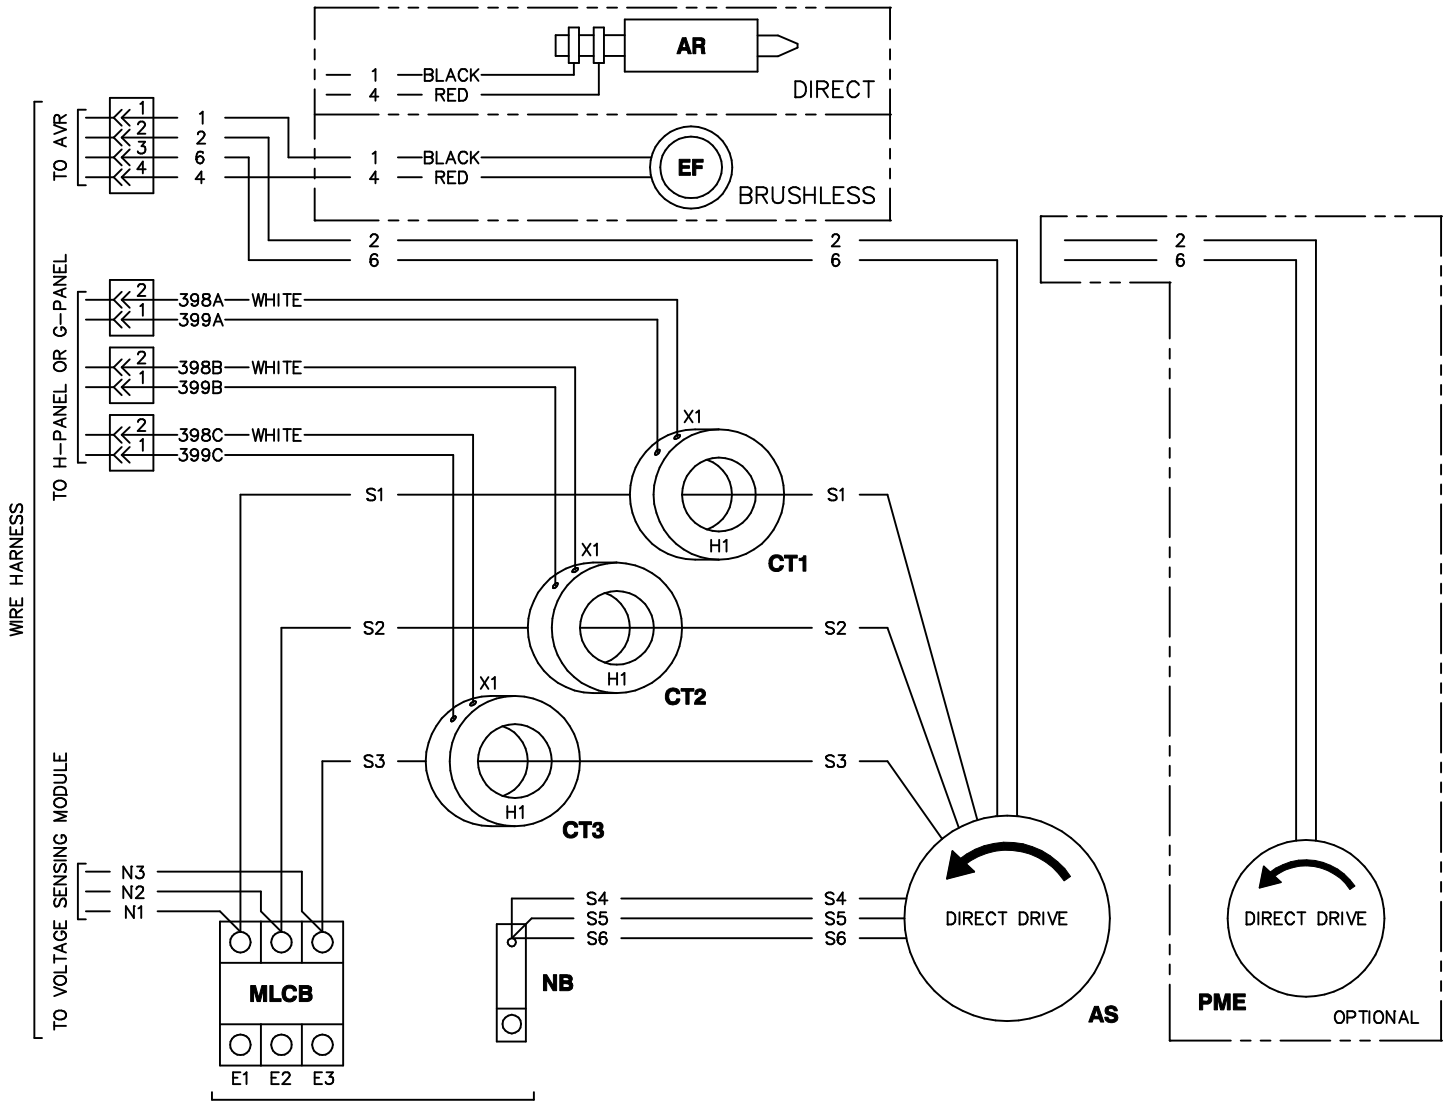 AR
1 BLACK
4 RED
DIRECT
TO AVR
1 1
2 2
3 6
4 4
1 BLACK
4 RED
EF
BRUSHLESS
2 2 2
6 6 6
TO H-PANEL OR G-PANEL
2 398A WHITE
1 399A
2 398B WHITE
1 399B
2 398C WHITE
1 399C
X1
S1 S1
H1
CT1
WIRE HARNESS
X1
S2 S2
H1
CT2
X1
S3 S3
H1
CT3
TO VOLTAGE SENSING MODULE
N3
N2
N1
S4 S4
S5 S5
S6 S6
DIRECT DRIVE
DIRECT DRIVE
MLCB
NB
AS
PME
OPTIONAL
E1 E2 E3